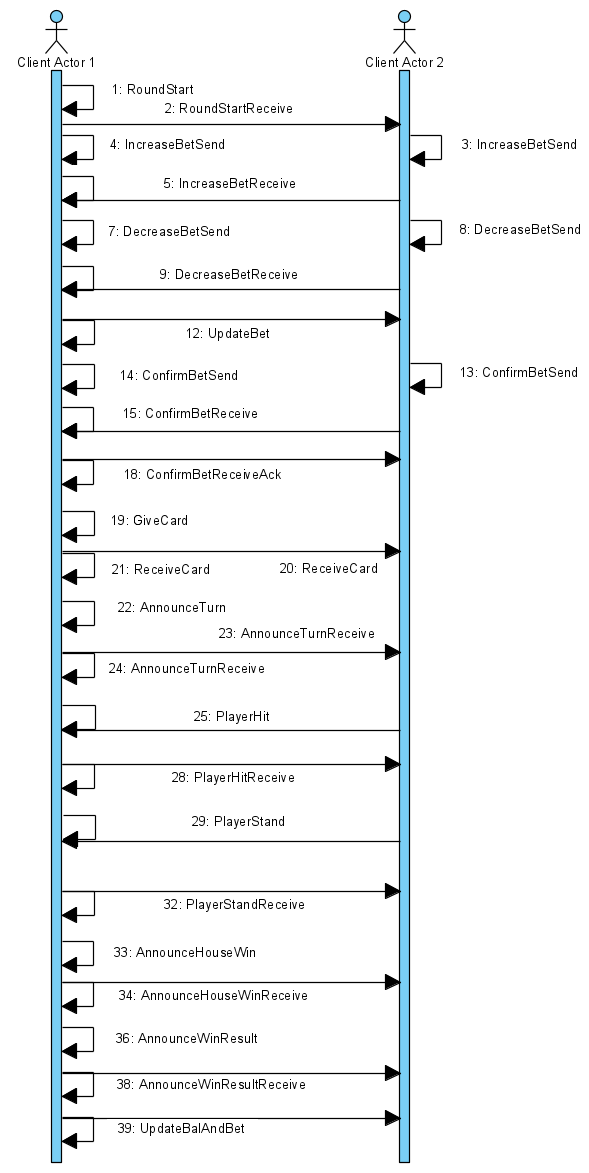 Client Actor 1
Client Actor 2
1: RoundStart
2: RoundStartReceive
4: IncreaseBetSend
3: IncreaseBetSend
5: IncreaseBetReceive
7: DecreaseBetSend
8: DecreaseBetSend
9: DecreaseBetReceive
12: UpdateBet
14: ConfirmBetSend
13: ConfirmBetSend
15: ConfirmBetReceive
18: ConfirmBetReceiveAck
19: GiveCard
21: ReceiveCard
20: ReceiveCard
22: AnnounceTurn
23: AnnounceTurnReceive
24: AnnounceTurnReceive
25: PlayerHit
28: PlayerHitReceive
29: PlayerStand
32: PlayerStandReceive
33: AnnounceHouseWin
34: AnnounceHouseWinReceive
36: AnnounceWinResult
38: AnnounceWinResultReceive
39: UpdateBalAndBet